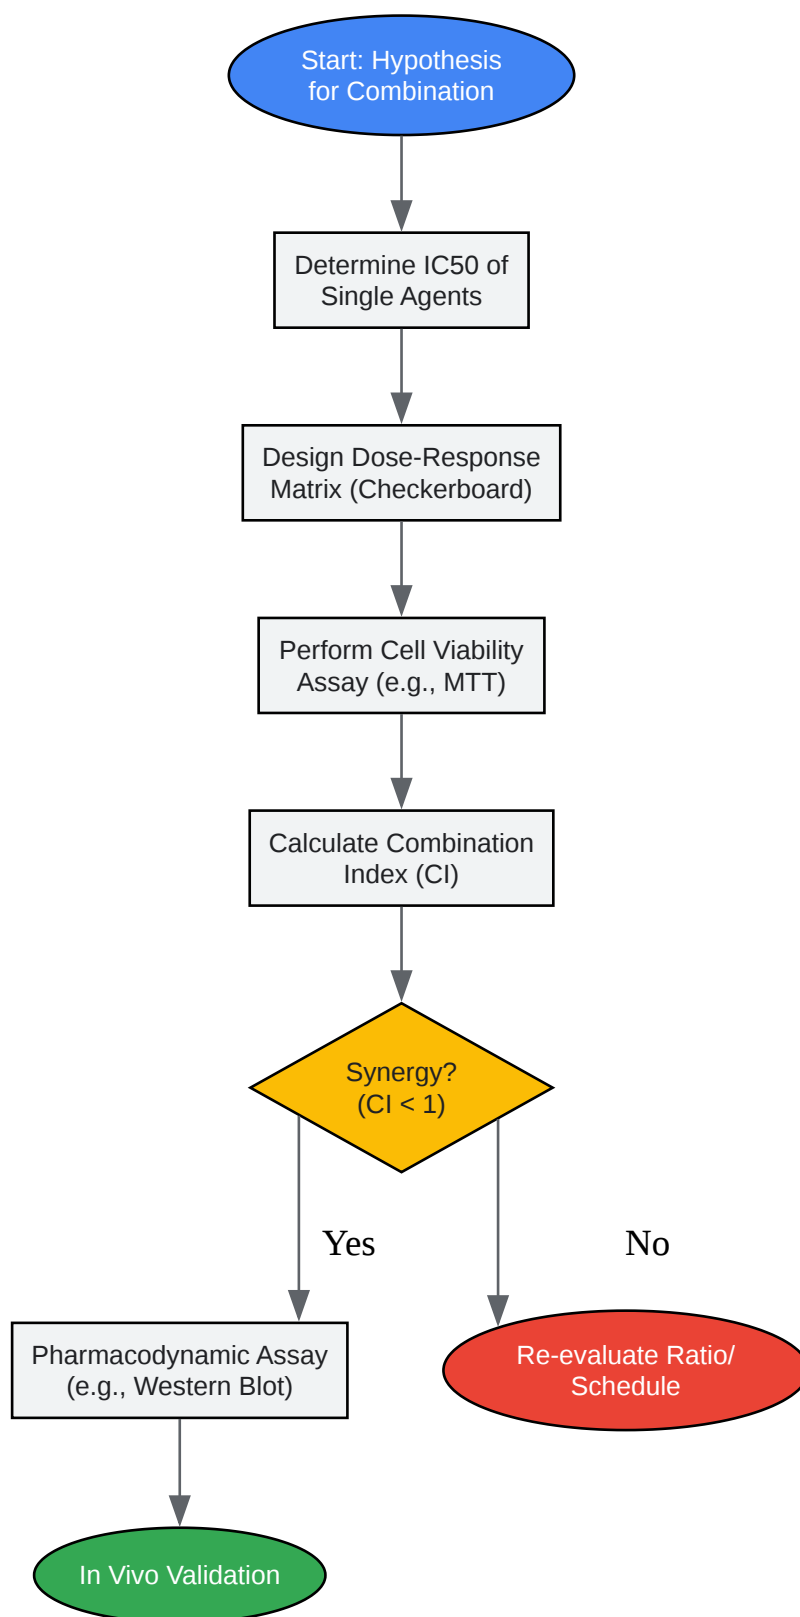 Start: Hypothesis
for Combination
Determine IC50 of
Single Agents
Design Dose-Response
Matrix (Checkerboard)
Perform Cell Viability
Assay (e.g., MTT)
Calculate Combination
Index (CI)
Synergy?
(CI < 1)
Yes
No
Pharmacodynamic Assay
(e.g., Western Blot)
Re-evaluate Ratio/
Schedule
In Vivo Validation